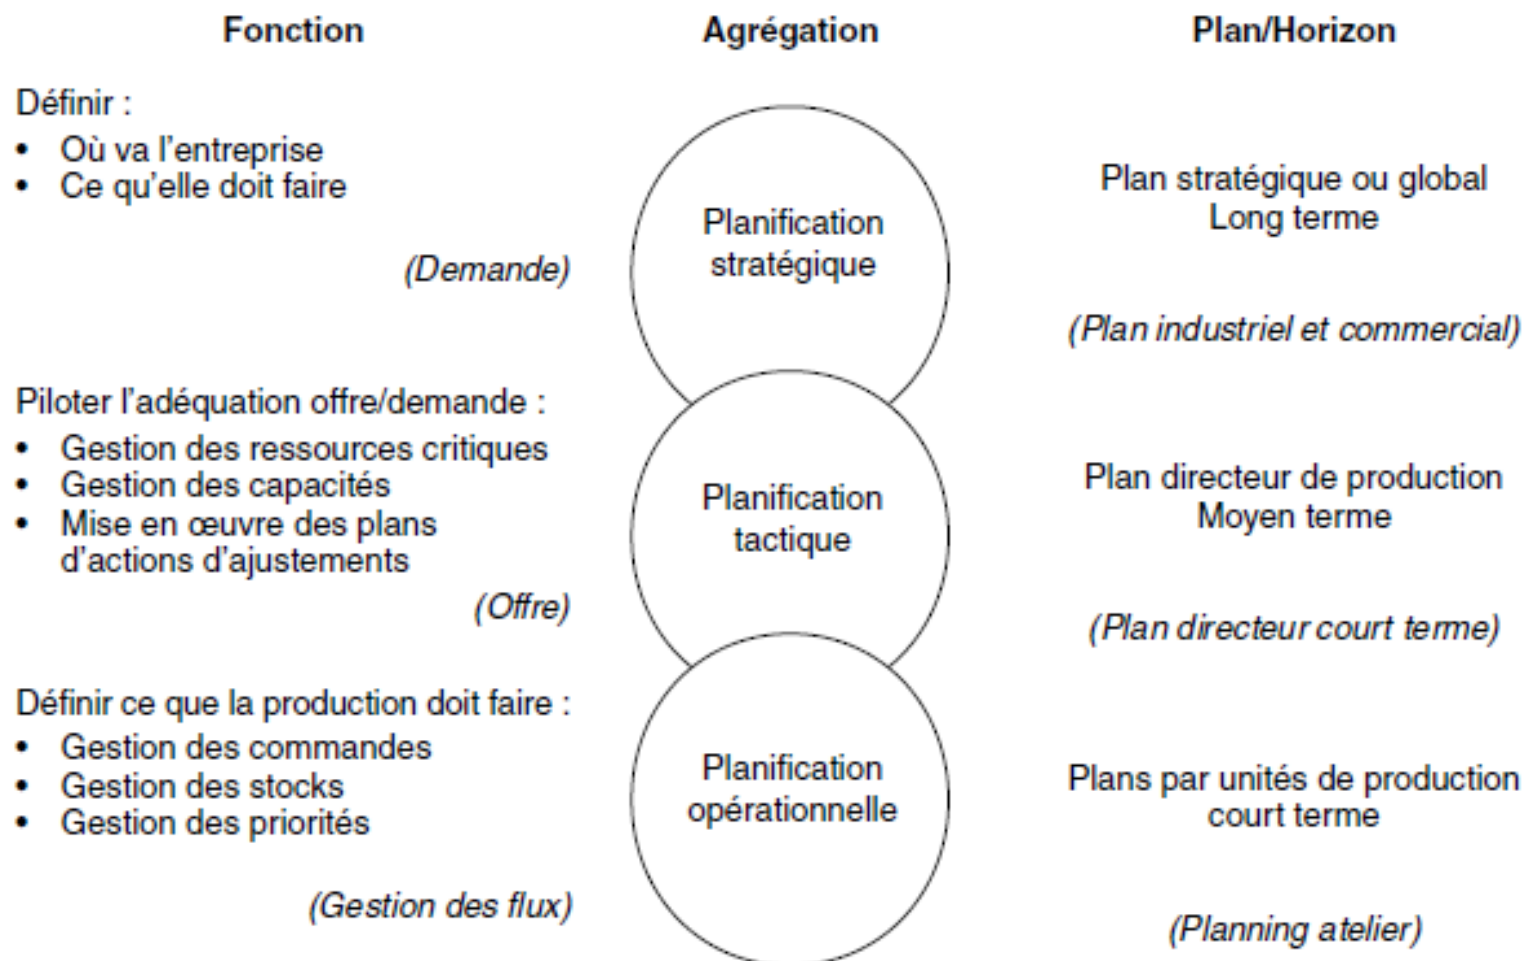 Fonction
Agrégation
Plan/Horizon
Définir :
• Où va l'entreprise
• Ce qu'elle doit faire
(Demande)
Planification
stratégique
Plan stratégique ou global
Long terme
(Plan industriel et commercial)
Piloter l'adéquation offre/demande :
• Gestion des ressources critiques
• Gestion des capacités
• Mise en œuvre des plans
d'actions d'ajustements
(Offre)
Planification
tactique
Plan directeur de production
Moyen terme
(Plan directeur court terme)
Définir ce que la production doit faire :
• Gestion des commandes
• Gestion des stocks
• Gestion des priorités
(Gestion des flux)
Planification
opérationnelle
Plans par unités de production
court terme
(Planning atelier)